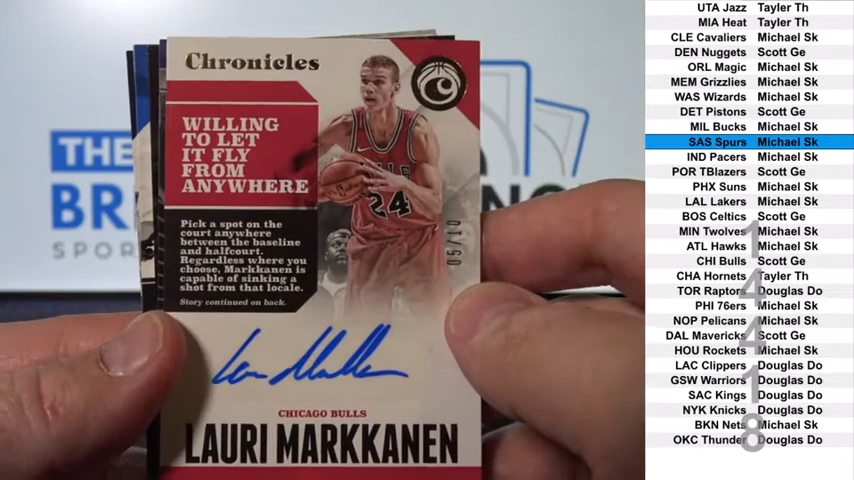 Chronicles
WILLING
TO LET
IT FLY
FROM
ANYWHERE
Pick a spot on the
court anywhere
between the baseline
and halfcourt.
Regardless where you
choose, Markkanen is
capable of sinking a
shot from that locale.
Story continued on back.
24
05/10
CHICAGO BULLS
LAURI MARKKANEN
THE
BR
SPOR
UTA Jazz Tayler Th
MIA Heat Tayler Th
CLE Cavaliers Michael Sk
DEN Nuggets Scott Ge
ORL Magic Michael Sk
MEM Grizzlies Michael Sk
WAS Wizards Michael Sk
DET Pistons Scott Ge
MIL Bucks Michael Sk
SAS Spurs Michael Sk
IND Pacers Michael Sk
POR TBlazers Scott Ge
PHX Suns Michael Sk
LAL Lakers Michael Sk
BOS Celtics Scott Ge
MIN Twolves Michael Sk
ATL Hawks Michael Sk
CHI Bulls Scott Ge
CHA Hornets Tayler Th
TOR Raptors Douglas Do
PHI 76ers Michael Sk
NOP Pelicans Michael Sk
DAL Mavericks Scott Ge
HOU Rockets Michael Sk
LAC Clippers Douglas Do
GSW Warriors Douglas Do
SAC Kings Douglas Do
NYK Knicks Douglas Do
BKN Nets Michael Sk
OKC Thunder Douglas Do
1
4
4
1
8